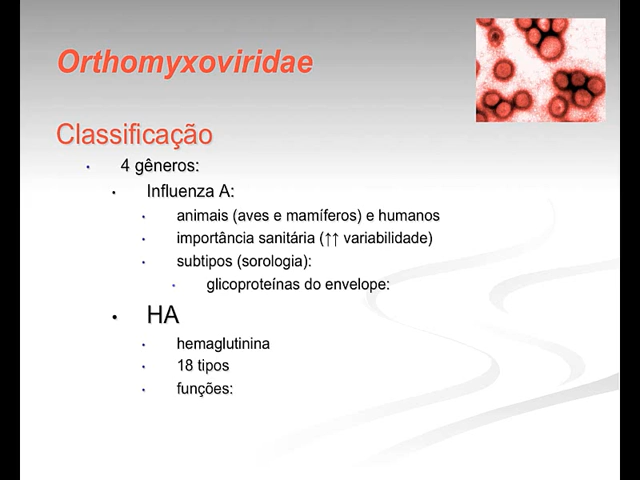 Orthomyxoviridae
Classificação
• 4 gêneros:
• Influenza A:
• animais (aves e mamíferos) e humanos
• importância sanitária (↑↑ variabilidade)
• subtipos (sorologia):
• glicoproteínas do envelope:
• HA
• hemaglutinina
• 18 tipos
• funções: